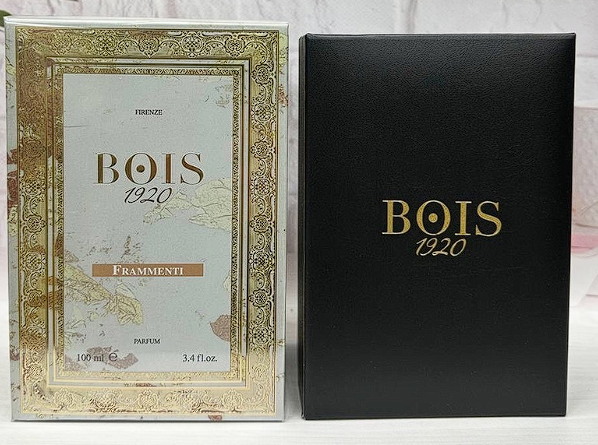 FIRENZE
BOIS
1920
FRAMMENTI
PARFUM
100 ml ℮ 3.4 fl.oz.
BOIS
1920